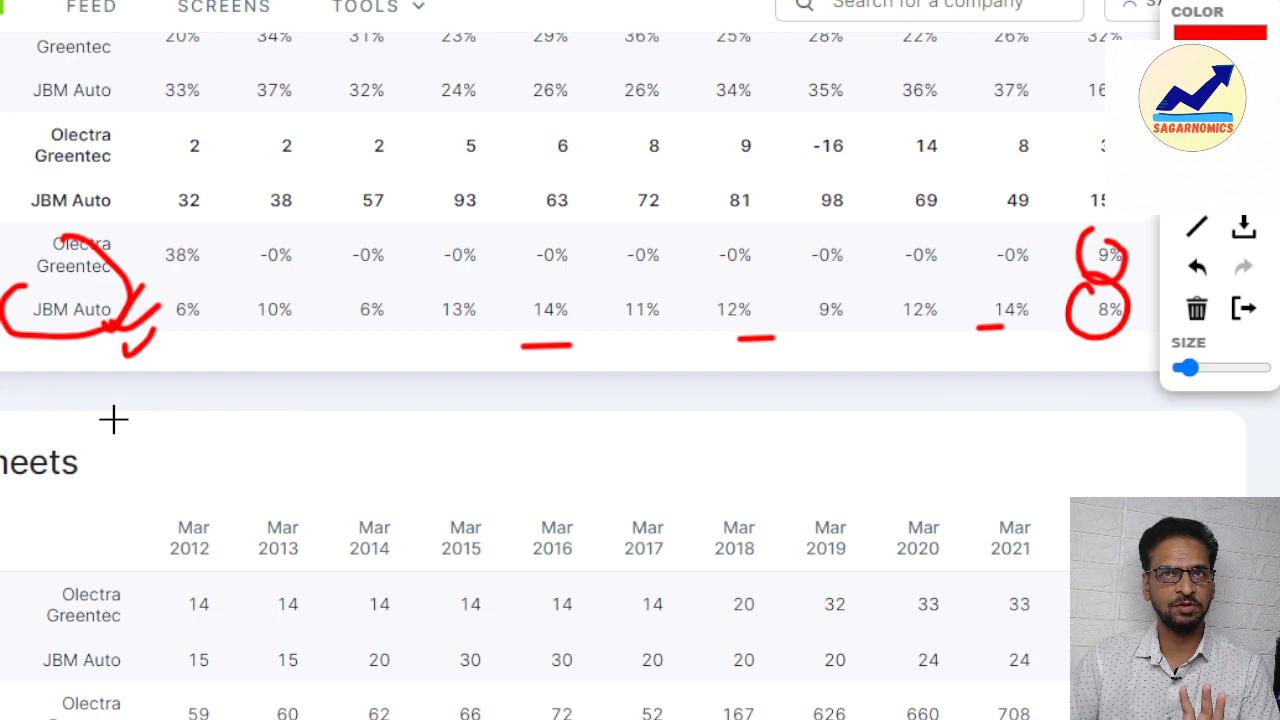 FEED SCREENS TOOLS Search for a company
COLOR
Greentec 20% 34% 31% 23% 29% 36% 25% 28% 22% 26% 32%
JBM Auto 33% 37% 32% 24% 26% 26% 34% 35% 36% 37%
SAGARNOMICS
Olectra
Greentec 2 2 2 5 6 8 9 -16 14 8
JBM Auto 32 38 57 93 63 72 81 98 69 49
Olectra
Greentec 38% -0% -0% -0% -0% -0% -0% -0% -0% -0% 9%
JBM Auto 6% 10% 6% 13% 14% 11% 12% 9% 12% 14% 8%
SIZE
Mar Mar Mar Mar Mar Mar Mar Mar Mar Mar
2012 2013 2014 2015 2016 2017 2018 2019 2020 2021
Olectra
Greentec 14 14 14 14 14 14 20 32 33 33
JBM Auto 15 15 20 30 30 20 20 20 24 24
Olectra
59 60 62 66 72 52 167 626 660 708